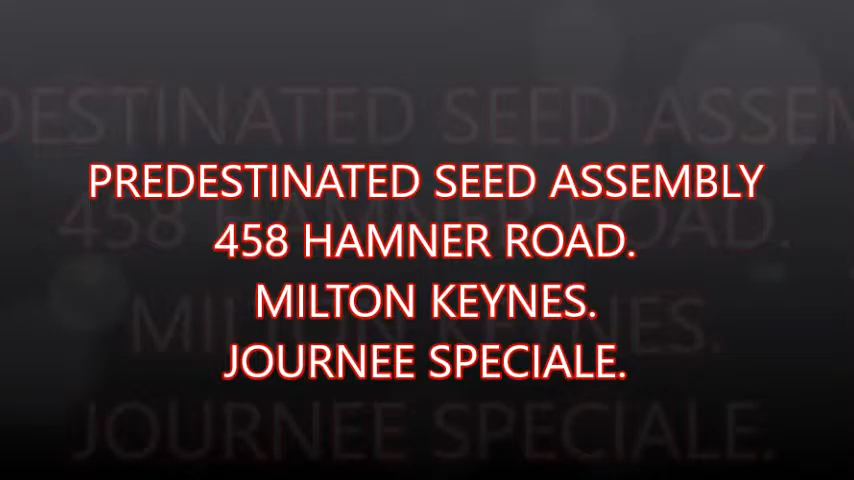 PREDESTINATED SEED ASSEMBLY
458 HAMNER ROAD.
MILTON KEYNES.
JOURNEE SPECIALE.